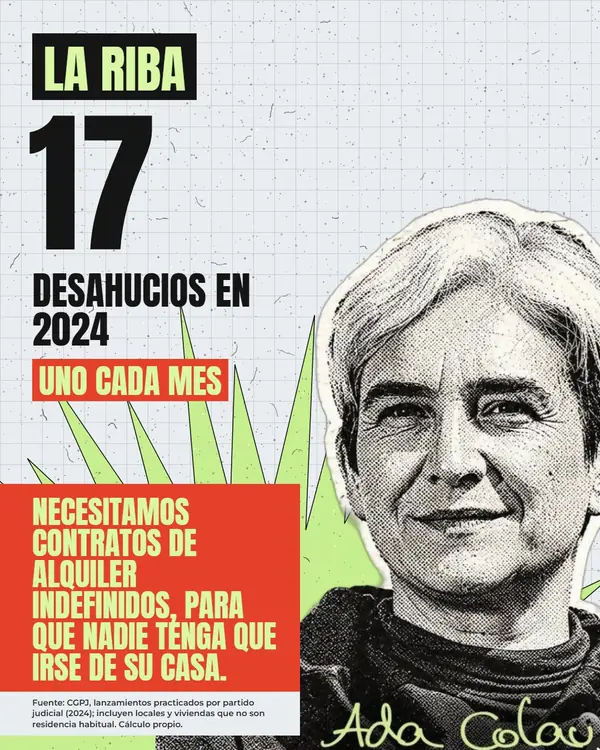 LA RIBA
17
DESAHUCIOS EN
2024
UNO CADA MES
NECESITAMOS
CONTRATOS DE
ALQUILER
INDEFINIDOS, PARA
QUE NADIE TENGA QUE
IRSE DE SU CASA.
Fuente: CGPJ, lanzamientos practicados por partido
judicial (2024); incluyen locales y viviendas que no son
residencia habitual. Cálculo propio.
Ada Colau